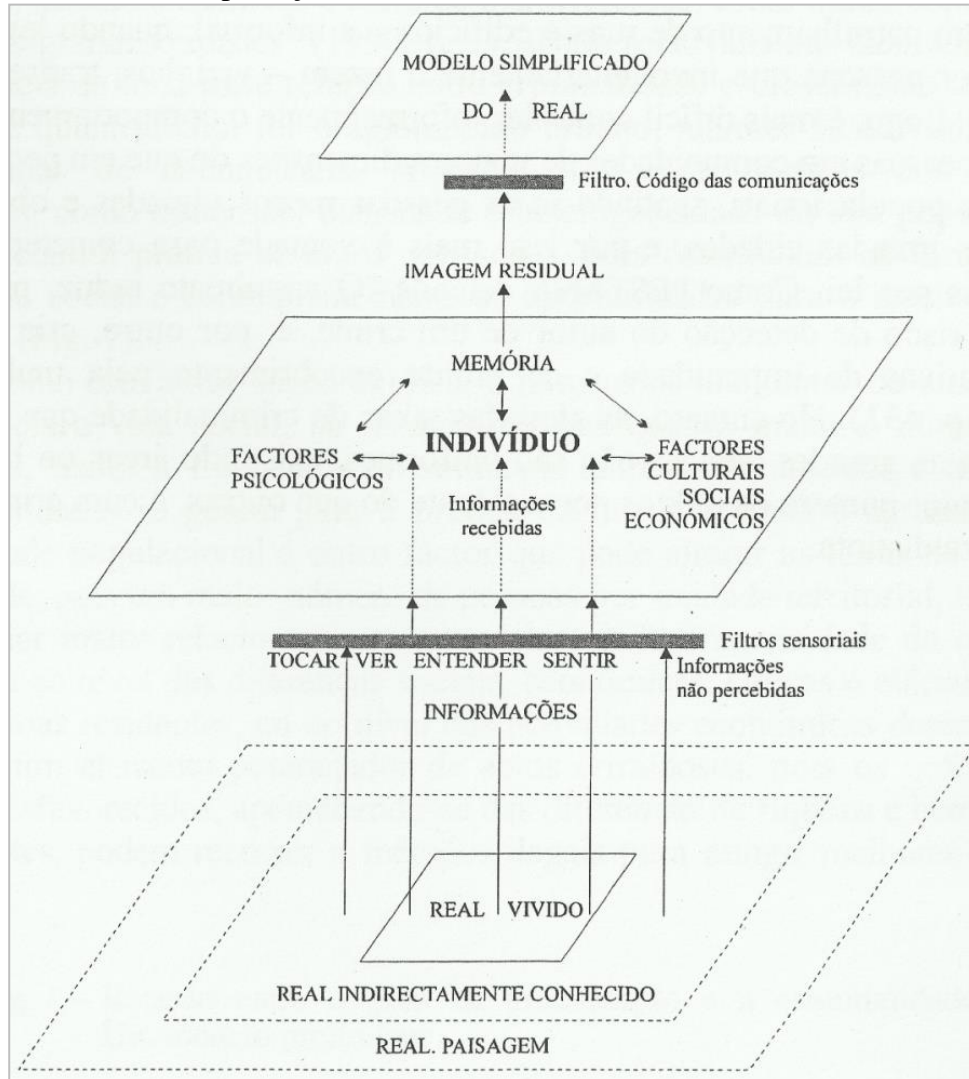 MODELO SIMPLIFICADO
DO REAL
Filtro. Código das comunicações
IMAGEM RESIDUAL
MEMÓRIA
INDIVÍDUO
FACTORES
PSICOLÓGICOS
FACTORES
CULTURAIS
SOCIAIS
ECONÔMICOS
Informações
recebidas
Filtros sensoriais
TOCAR VER ENTENDER SENTIR
Informações
não percebidas
INFORMAÇÕES
REAL VIVIDO
REAL INDIRECTAMENTE CONHECIDO
REAL. PAISAGEM